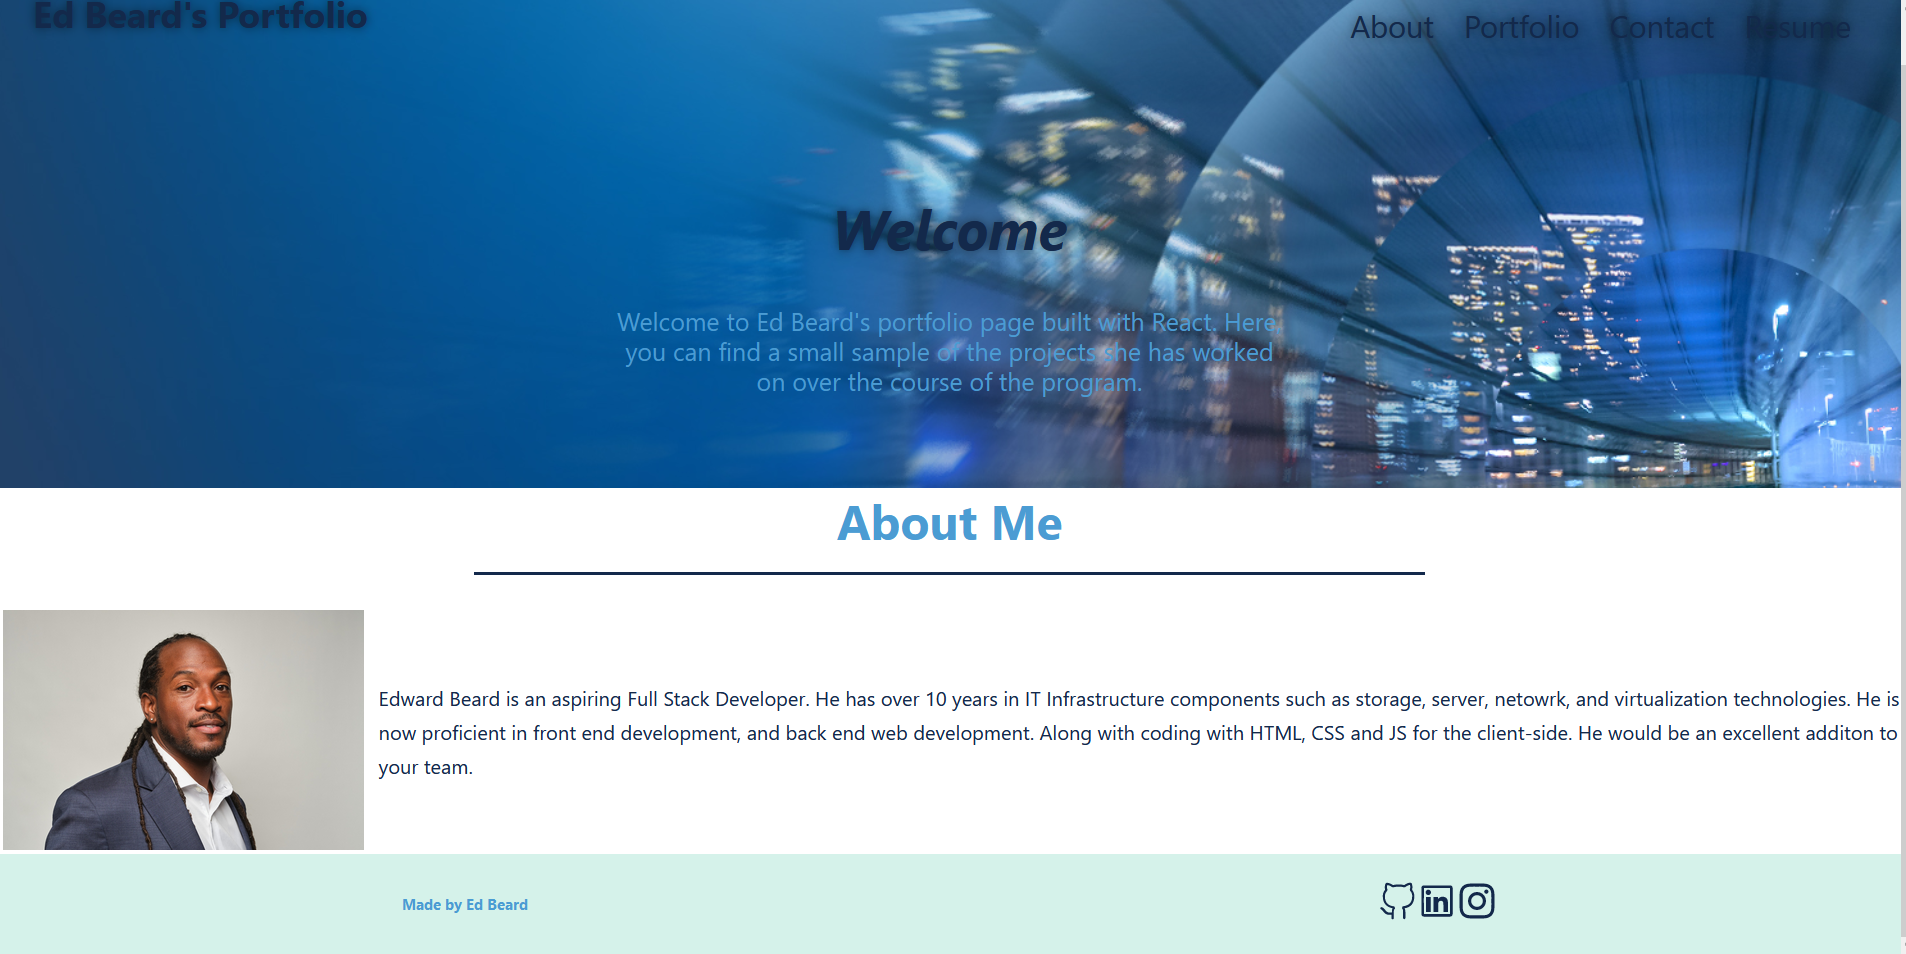 Ed Beard's Portfolio
About Portfolio Contact Resume
Welcome
Welcome to Ed Beard's portfolio page built with React. Here,
you can find a small sample of the projects she has worked
on over the course of the program.
About Me
Edward Beard is an aspiring Full Stack Developer. He has over 10 years in IT Infrastructure components such as storage, server, netowrk, and virtualization technologies. He is
now proficient in front end development, and back end web development. Along with coding with HTML, CSS and JS for the client-side. He would be an excellent additon to
your team.
Made by Ed Beard
in